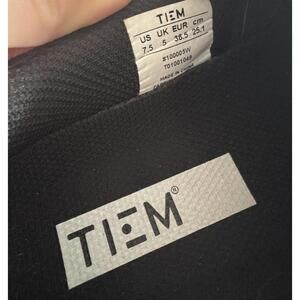 TIEM
US UK EUR cm
7.5 5 38.5 25.1
#100005W
T01001049
MADE IN CHINA
TIEM®